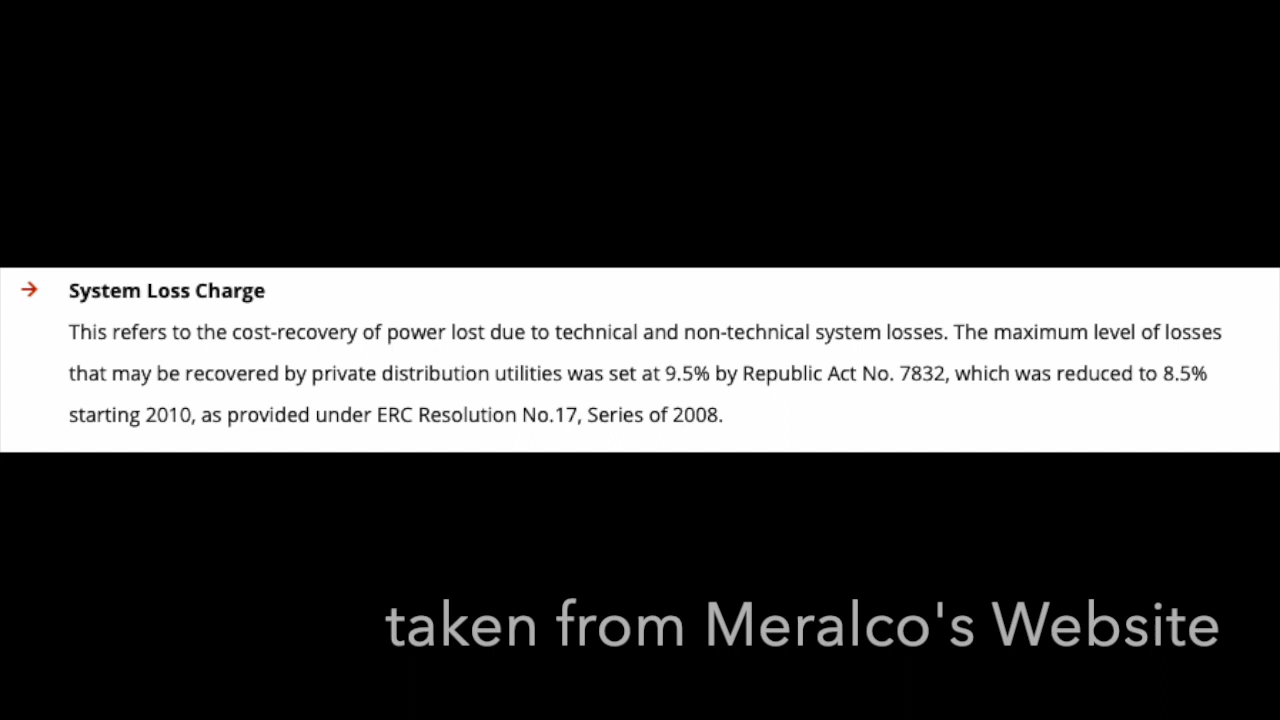 System Loss Charge
This refers to the cost-recovery of power lost due to technical and non-technical system losses. The maximum level of losses
that may be recovered by private distribution utilities was set at 9.5% by Republic Act No. 7832, which was reduced to 8.5%
starting 2010, as provided under ERC Resolution No.17, Series of 2008.
taken from Meralco's Website